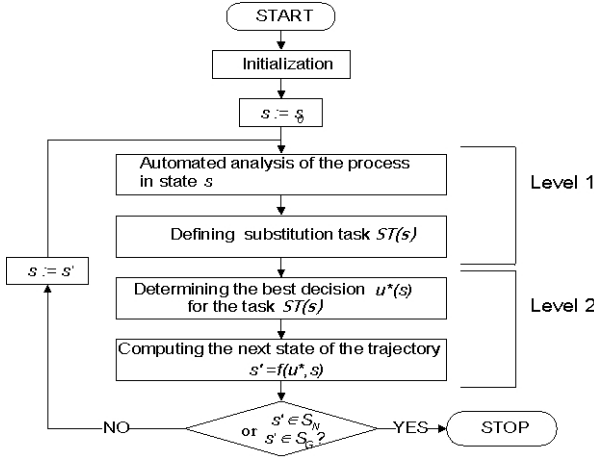 START
Initialization
s := s0
Automated analysis of the process
in state s
Level 1
Defining substitution task ST(s)
s := s'
Determining the best decision u*(s)
for the task ST(s)
Level 2
Computing the next state of the trajectory
s' =f(u*,s)
NO
s' ∈ SN
or s' ∈ SG ?
YES
STOP